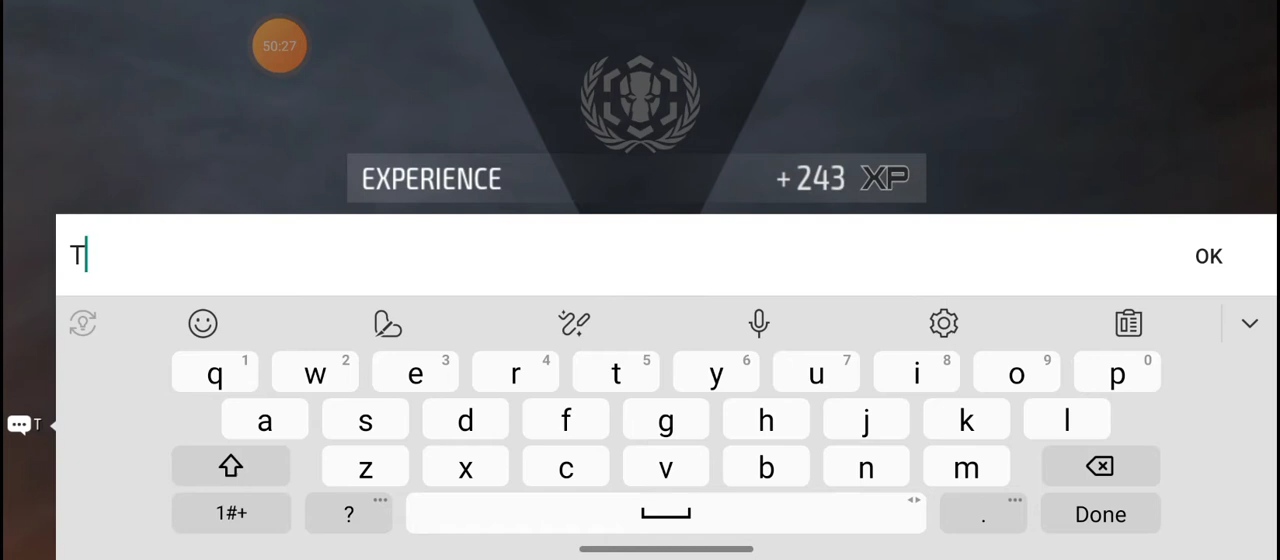 50:27
EXPERIENCE +243 XP
T
OK
q 1 w 2 e 3 r 4 t 5 y 6 u 7 i 8 o 9 p 0
a s d f g h j k l
T
z x c v b n m
1#+ ? ... . ... Done